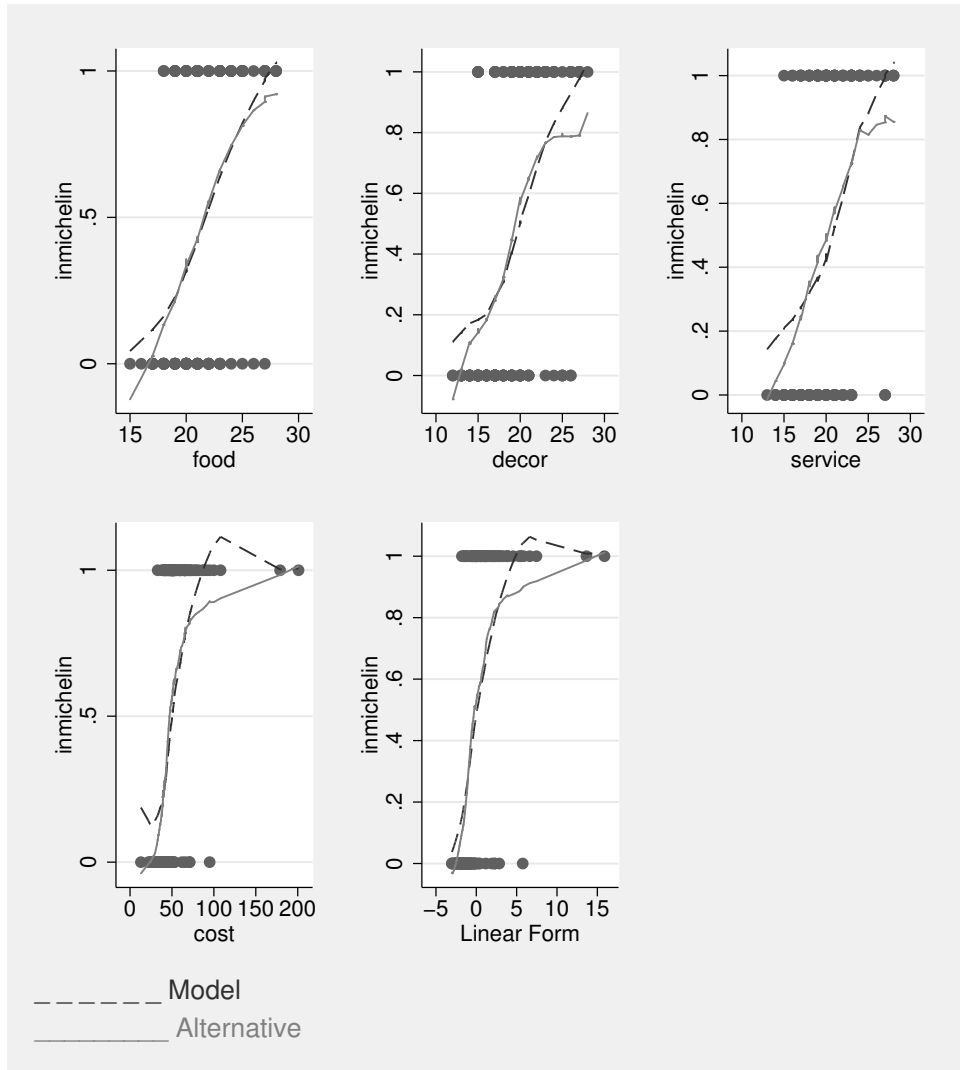 inmichelin
0 .5 1
15 20 25 30
food
inmichelin
0 .2 .4 .6 .8 1
10 15 20 25 30
decor
inmichelin
0 .2 .4 .6 .8 1
10 15 20 25 30
service
inmichelin
0 .5 1
0 50 100 150 200
cost
inmichelin
0 .2 .4 .6 .8 1
−5 0 5 10 15
Linear Form
Model
Alternative